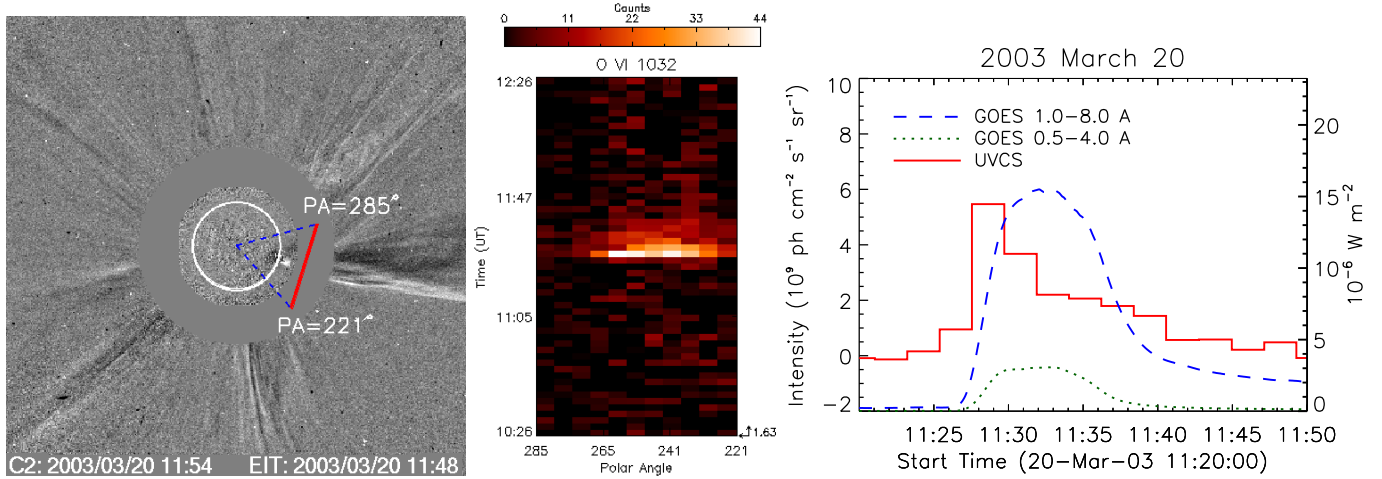 PA=285°
PA=221°
C2: 2003/03/20 11:54 EIT: 2003/03/20 11:48
Counts
0 11 22 33 44
O VI 1032
12:26
11:47
11:05
10:26
Time (UT)
1.63
285 265 241 221
Polar Angle
2003 March 20
GOES 1.0-8.0 A
GOES 0.5-4.0 A
UVCS
10
8
6
4
2
0
-2
Intensity (10⁹ ph cm⁻² s⁻¹ sr⁻¹)
20
15
10
5
0
10⁻⁶ W m⁻²
11:25 11:30 11:35 11:40 11:45 11:50
Start Time (20-Mar-03 11:20:00)